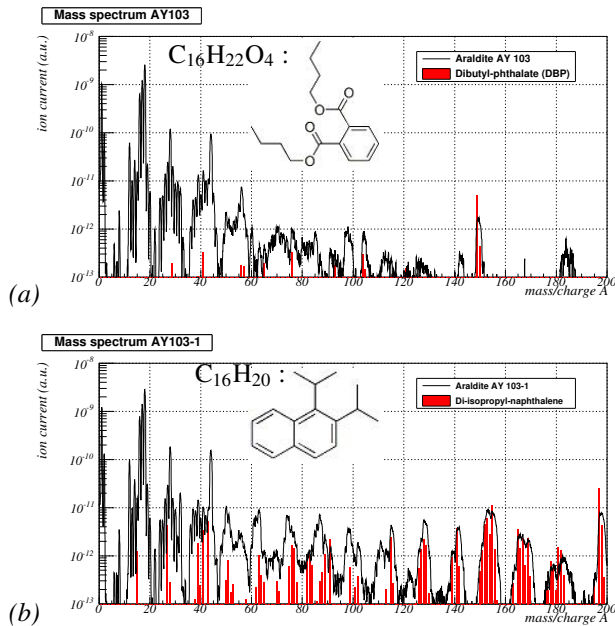 Mass spectrum AY103
ion current (a.u.)
10^-8
10^-9
10^-10
10^-11
10^-12
10^-13
C16H22O4 :
O
O
O
O
Araldite AY 103
Dibutyl-phthalate (DBP)
0 20 40 60 80 100 120 140 160 180 200
mass/charge A
(a)
Mass spectrum AY103-1
ion current (a.u.)
10^-8
10^-9
10^-10
10^-11
10^-12
10^-13
C16H20 :
Araldite AY 103-1
Di-isopropyl-naphthalene
0 20 40 60 80 100 120 140 160 180 200
mass/charge A
(b)